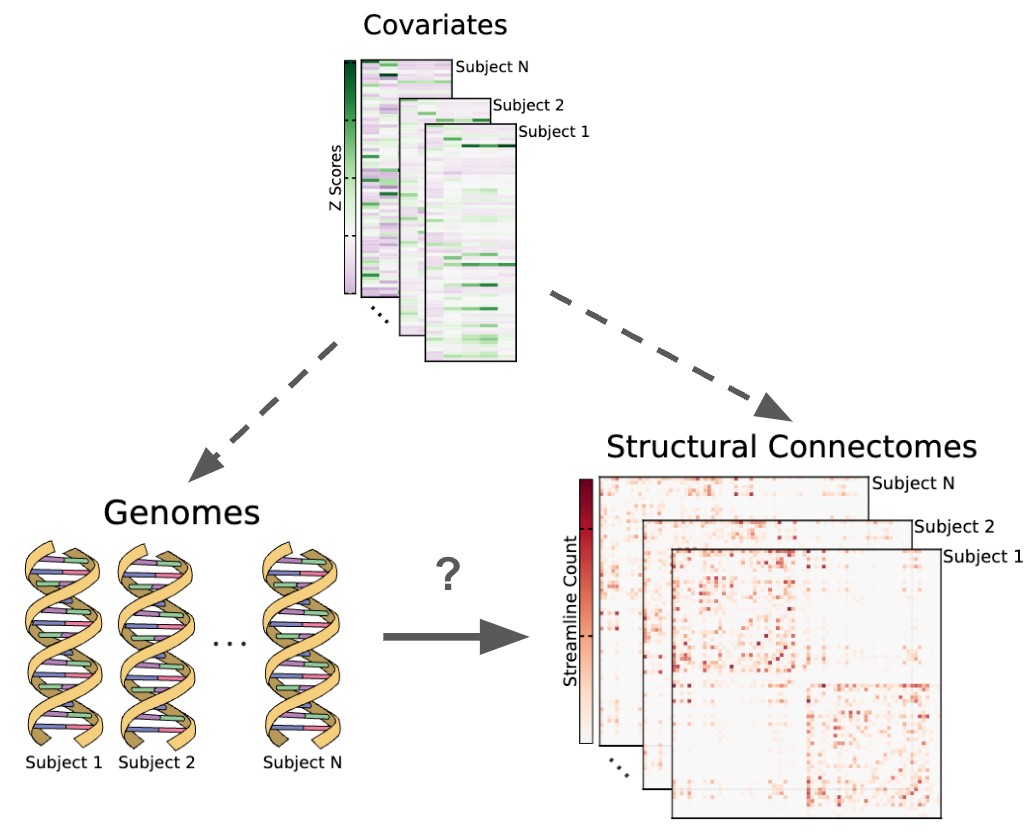 Covariates
Subject N
Subject 2
Subject 1
Z Scores
Structural Connectomes
Subject N
Subject 2
Subject 1
Streamline Count
Genomes
?
...
Subject 1 Subject 2 Subject N